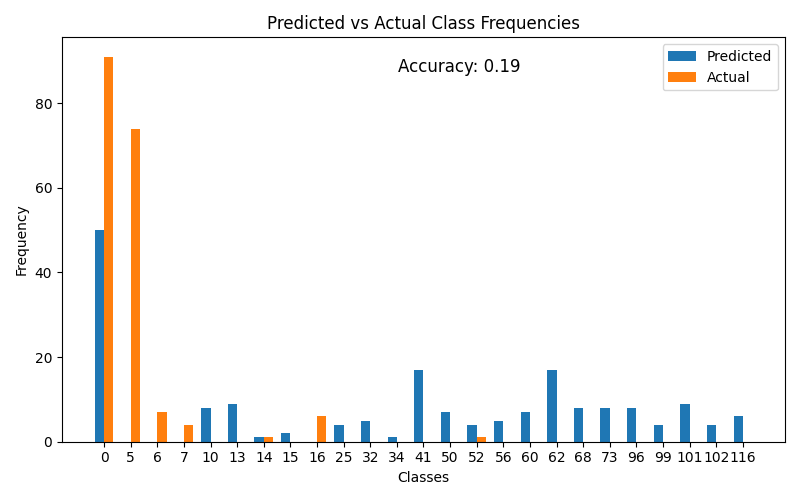 Predicted vs Actual Class Frequencies
Accuracy: 0.19
Predicted
Actual
Frequency
80
60
40
20
0
0 5 6 7 10 13 14 15 16 25 32 34 41 50 52 56 60 62 68 73 96 99 101 102 116
Classes